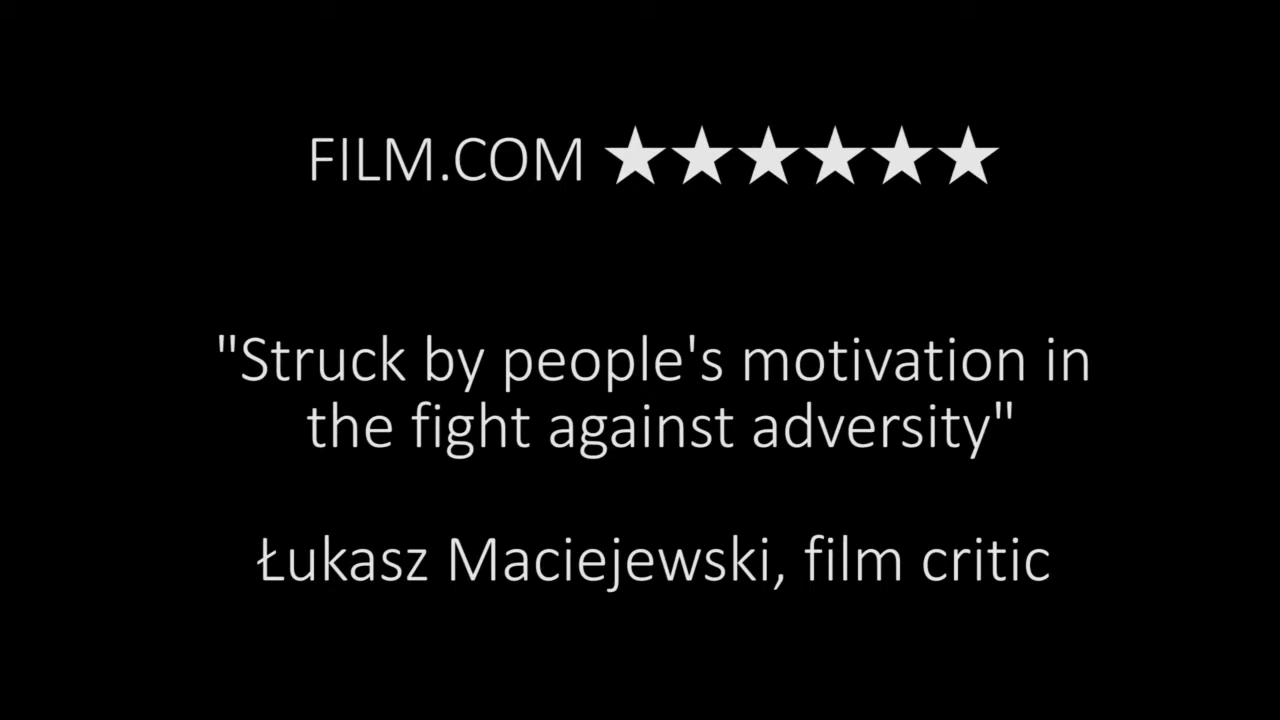 FILM.COM ★★★★★★
"Struck by people's motivation in
the fight against adversity"
Łukasz Maciejewski, film critic